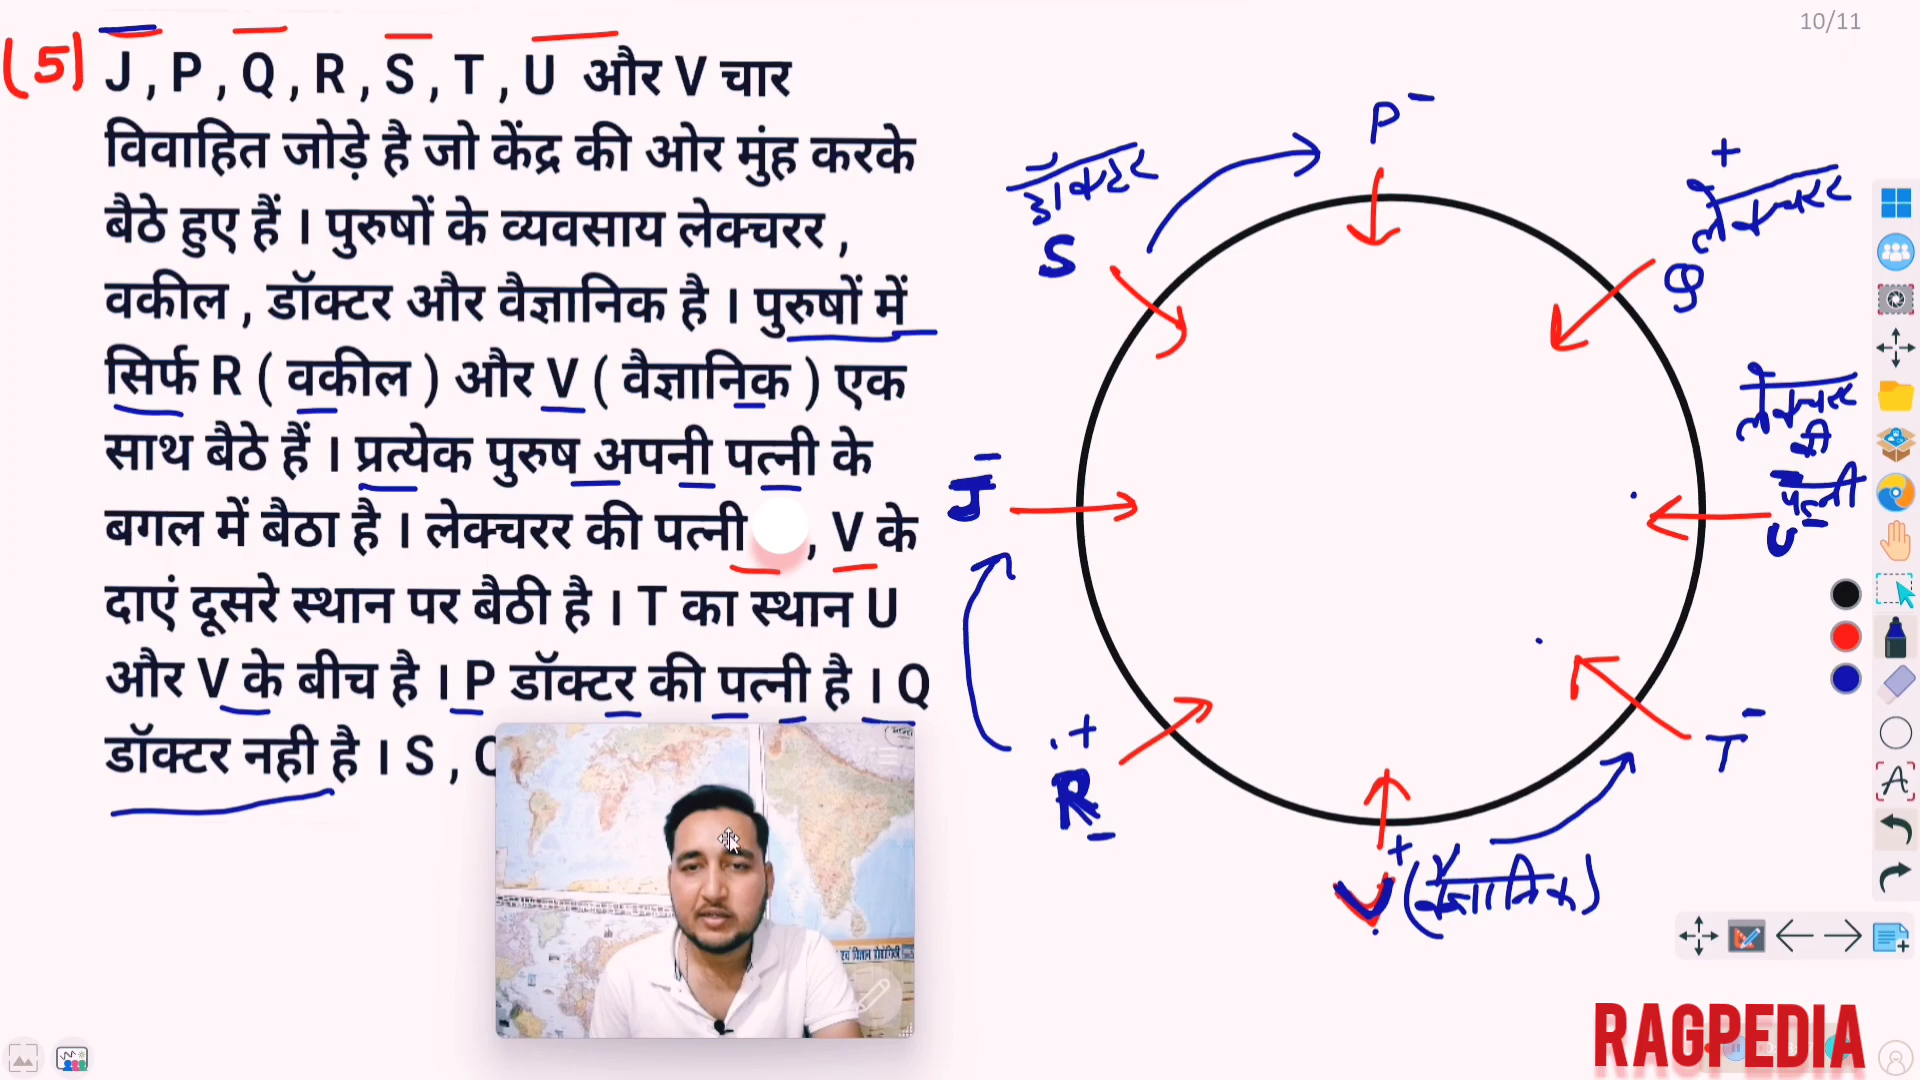 10/11
(5) J , P , Q , R , S , T , U और V चार
विवाहित जोड़े है जो केंद्र की ओर मुंह करके
बैठे हुए हैं । पुरुषों के व्यवसाय लेक्चरर ,
वकील , डॉक्टर और वैज्ञानिक है । पुरुषों में
सिर्फ R ( वकील ) और V ( वैज्ञानिक ) एक
साथ बैठे हैं । प्रत्येक पुरुष अपनी पत्नी के
बगल में बैठा है । लेक्चरर की पत्नी , V के
दाएं दूसरे स्थान पर बैठी है । T का स्थान U
और V के बीच है । P डॉक्टर की पत्नी है । Q
डॉक्टर नही है । S ,
P -
डॉक्टर
S
+
लेक्चरर
Q
लेक्चरर
की
पत्नी
U
-
J
+
R
T -
+
V (वैज्ञानिक)
RAGPEDIA